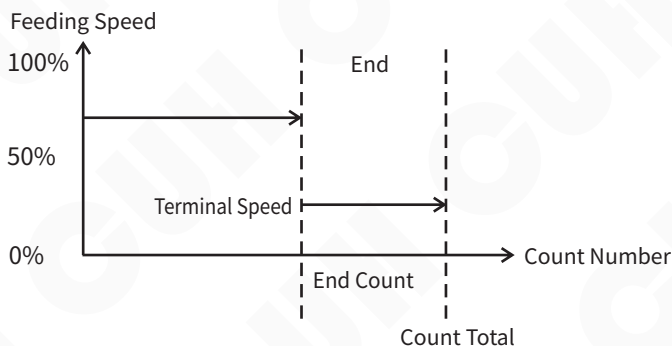 Feeding Speed
100%
End
50%
Terminal Speed
0%
Count Number
End Count
Count Total